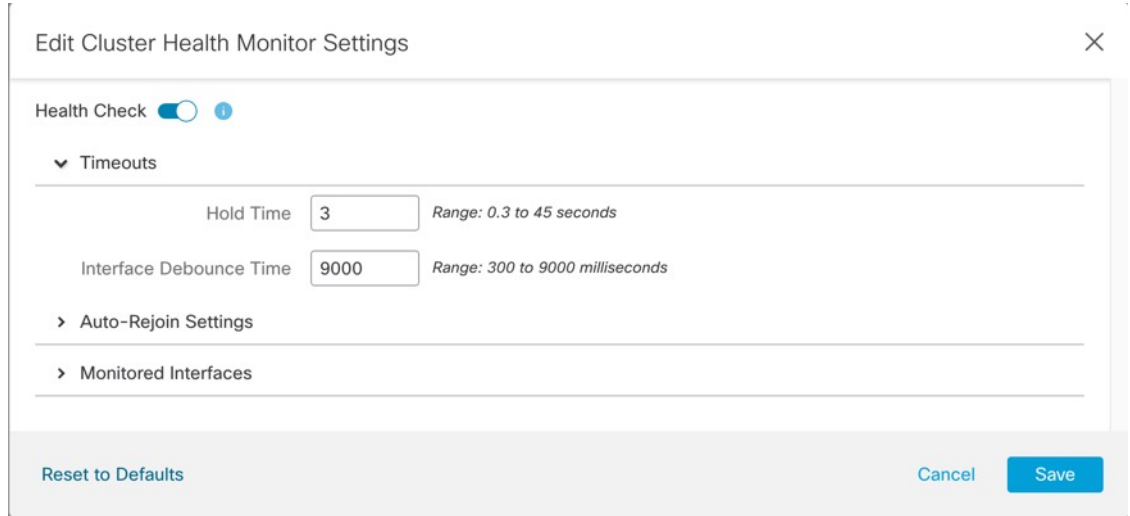 Edit Cluster Health Monitor Settings
Health Check
Timeouts
Hold Time 3 Range: 0.3 to 45 seconds
Interface Debounce Time 9000 Range: 300 to 9000 milliseconds
Auto-Rejoin Settings
Monitored Interfaces
Reset to Defaults Cancel Save